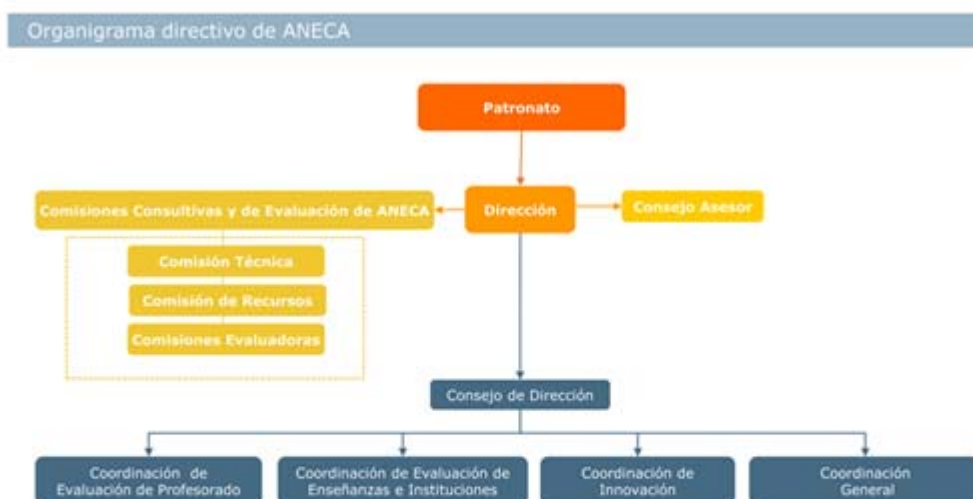 Organigrama directivo de ANECA
Patronato
Comisiones Consultivas y de Evaluación de ANECA
Dirección
Consejo Asesor
Comisión Técnica
Comisión de Recursos
Comisiones Evaluadoras
Consejo de Dirección
Coordinación de
Evaluación de Profesorado
Coordinación de Evaluación de
Enseñanzas e Instituciones
Coordinación de
Innovación
Coordinación
General